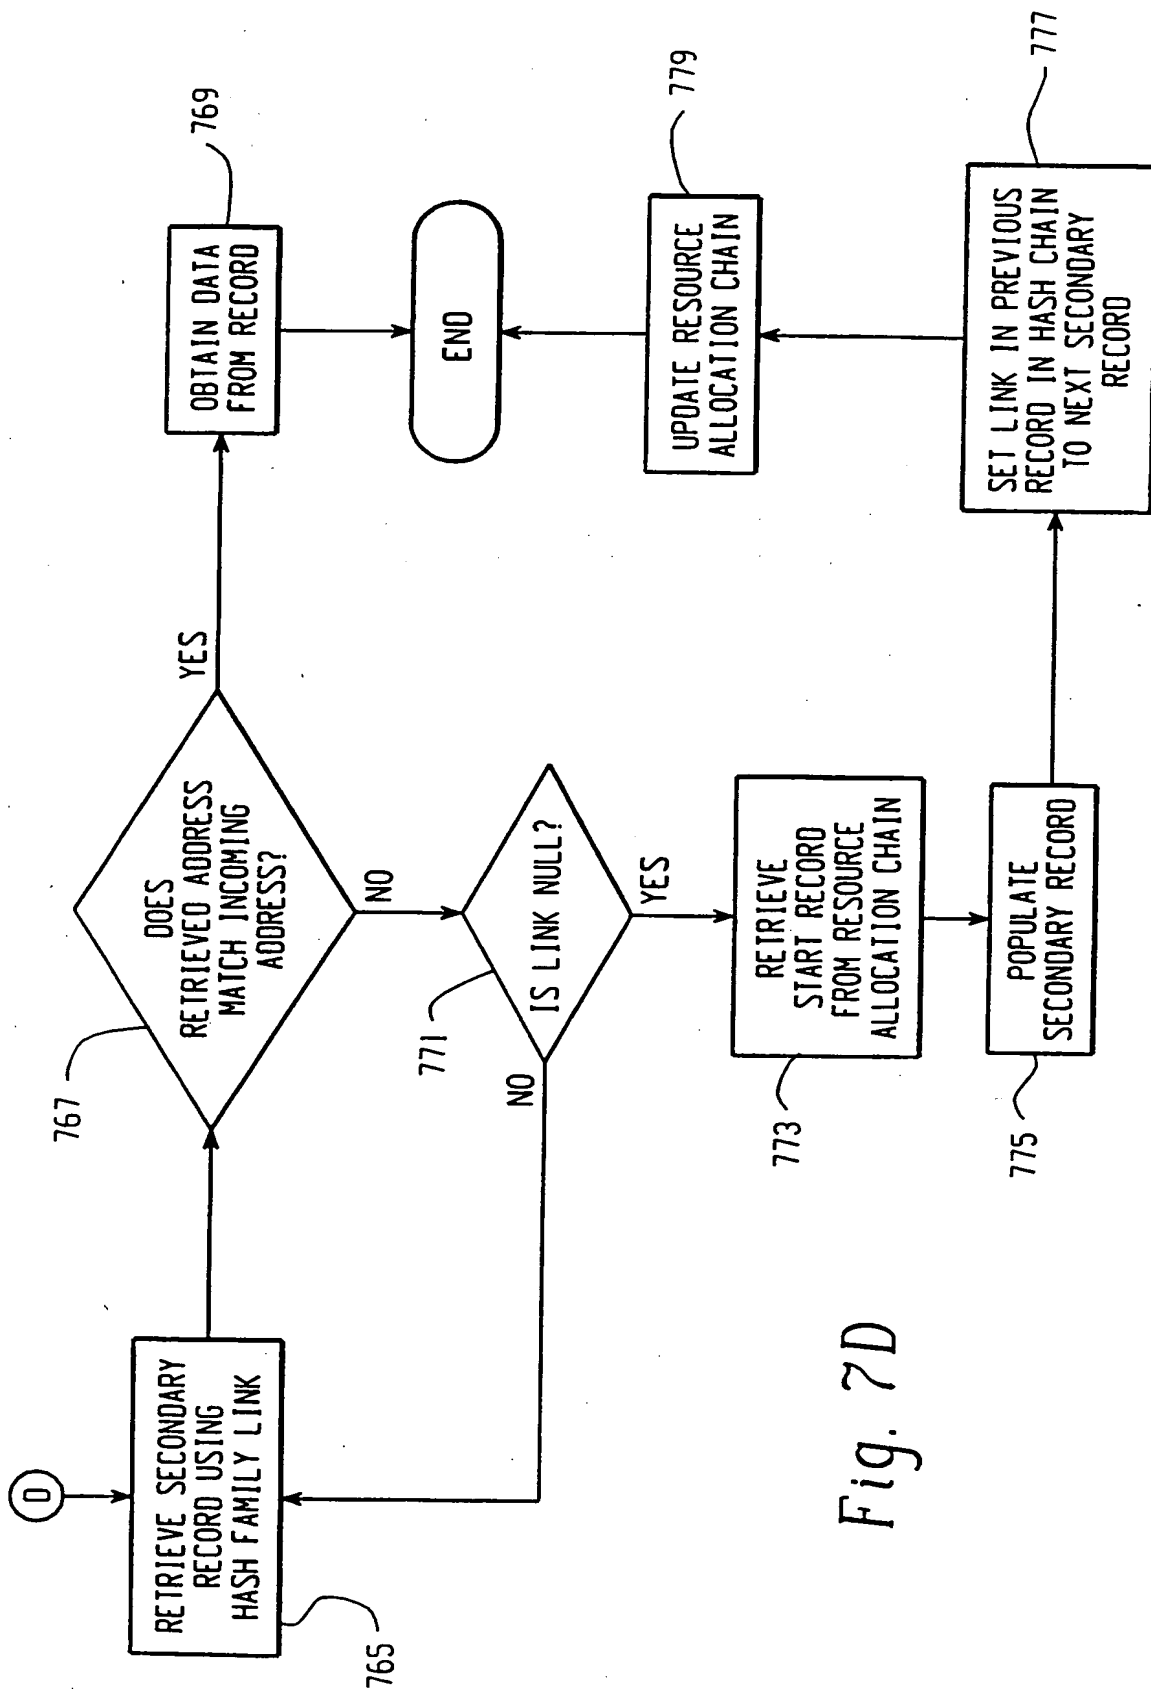 D
RETRIEVE SECONDARY
RECORD USING
HASH FAMILY LINK
765
DOES
RETRIEVED ADDRESS
MATCH INCOMING
ADDRESS?
767
YES
OBTAIN DATA
FROM RECORD
769
END
NO
IS LINK NULL?
771
NO
YES
RETRIEVE
START RECORD
FROM RESOURCE
ALLOCATION CHAIN
773
POPULATE
SECONDARY RECORD
775
SET LINK IN PREVIOUS
RECORD IN HASH CHAIN
TO NEXT SECONDARY
RECORD
777
UPDATE RESOURCE
ALLOCATION CHAIN
779
Fig. 7D